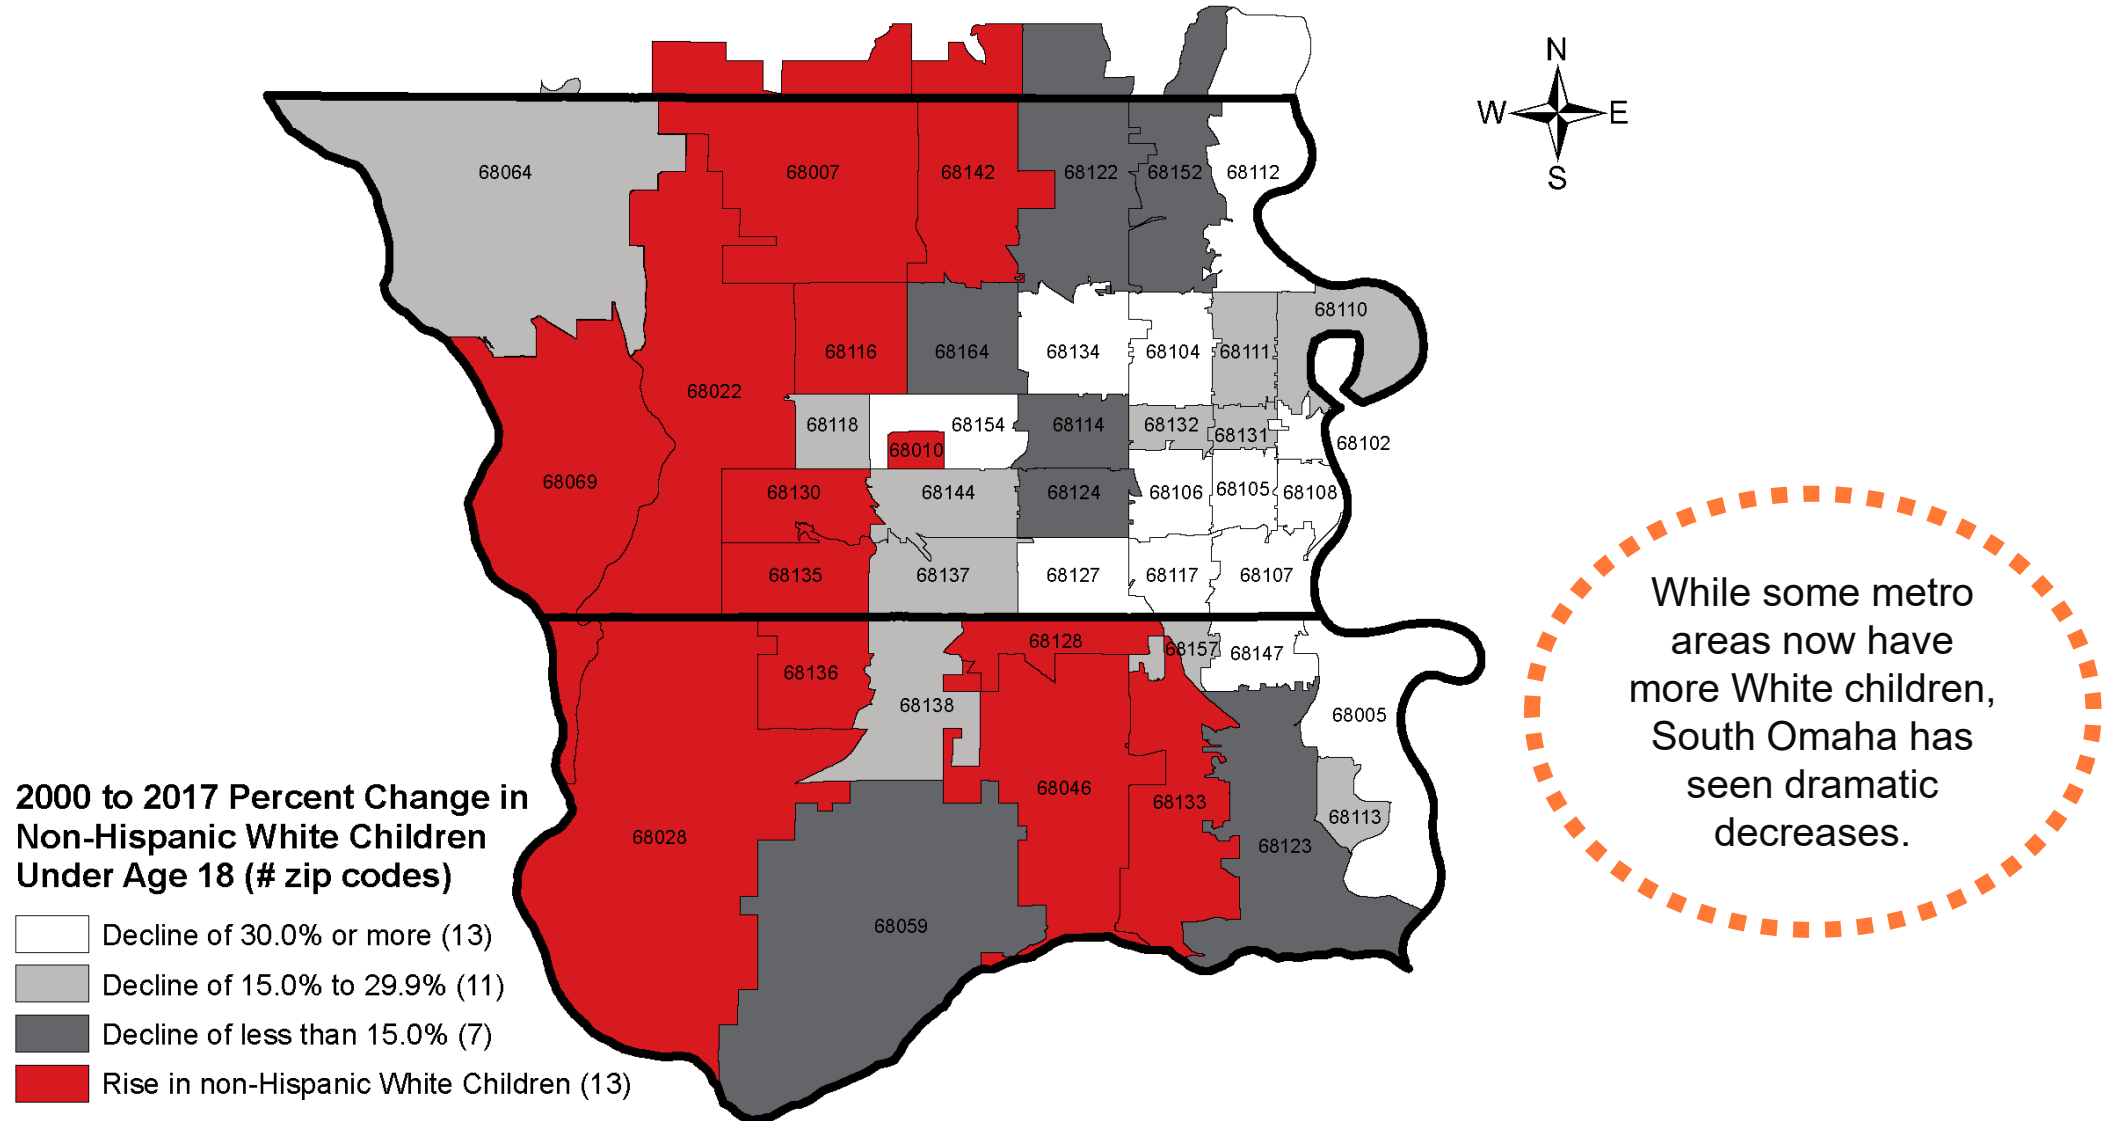 N
W E
S
68064
68007
68142
68122
68152
68112
68110
68116
68164
68134
68104
68111
68022
68118
68154
68114
68132
68131
68102
68010
68069
68130
68144
68124
68106
68105
68108
68135
68137
68127
68117
68107
68128
68157
68147
68136
68138
68005
68046
68133
68113
68028
68123
68059
While some metro
areas now have
more White children,
South Omaha has
seen dramatic
decreases.
2000 to 2017 Percent Change in
Non-Hispanic White Children
Under Age 18 (# zip codes)
Decline of 30.0% or more (13)
Decline of 15.0% to 29.9% (11)
Decline of less than 15.0% (7)
Rise in non-Hispanic White Children (13)